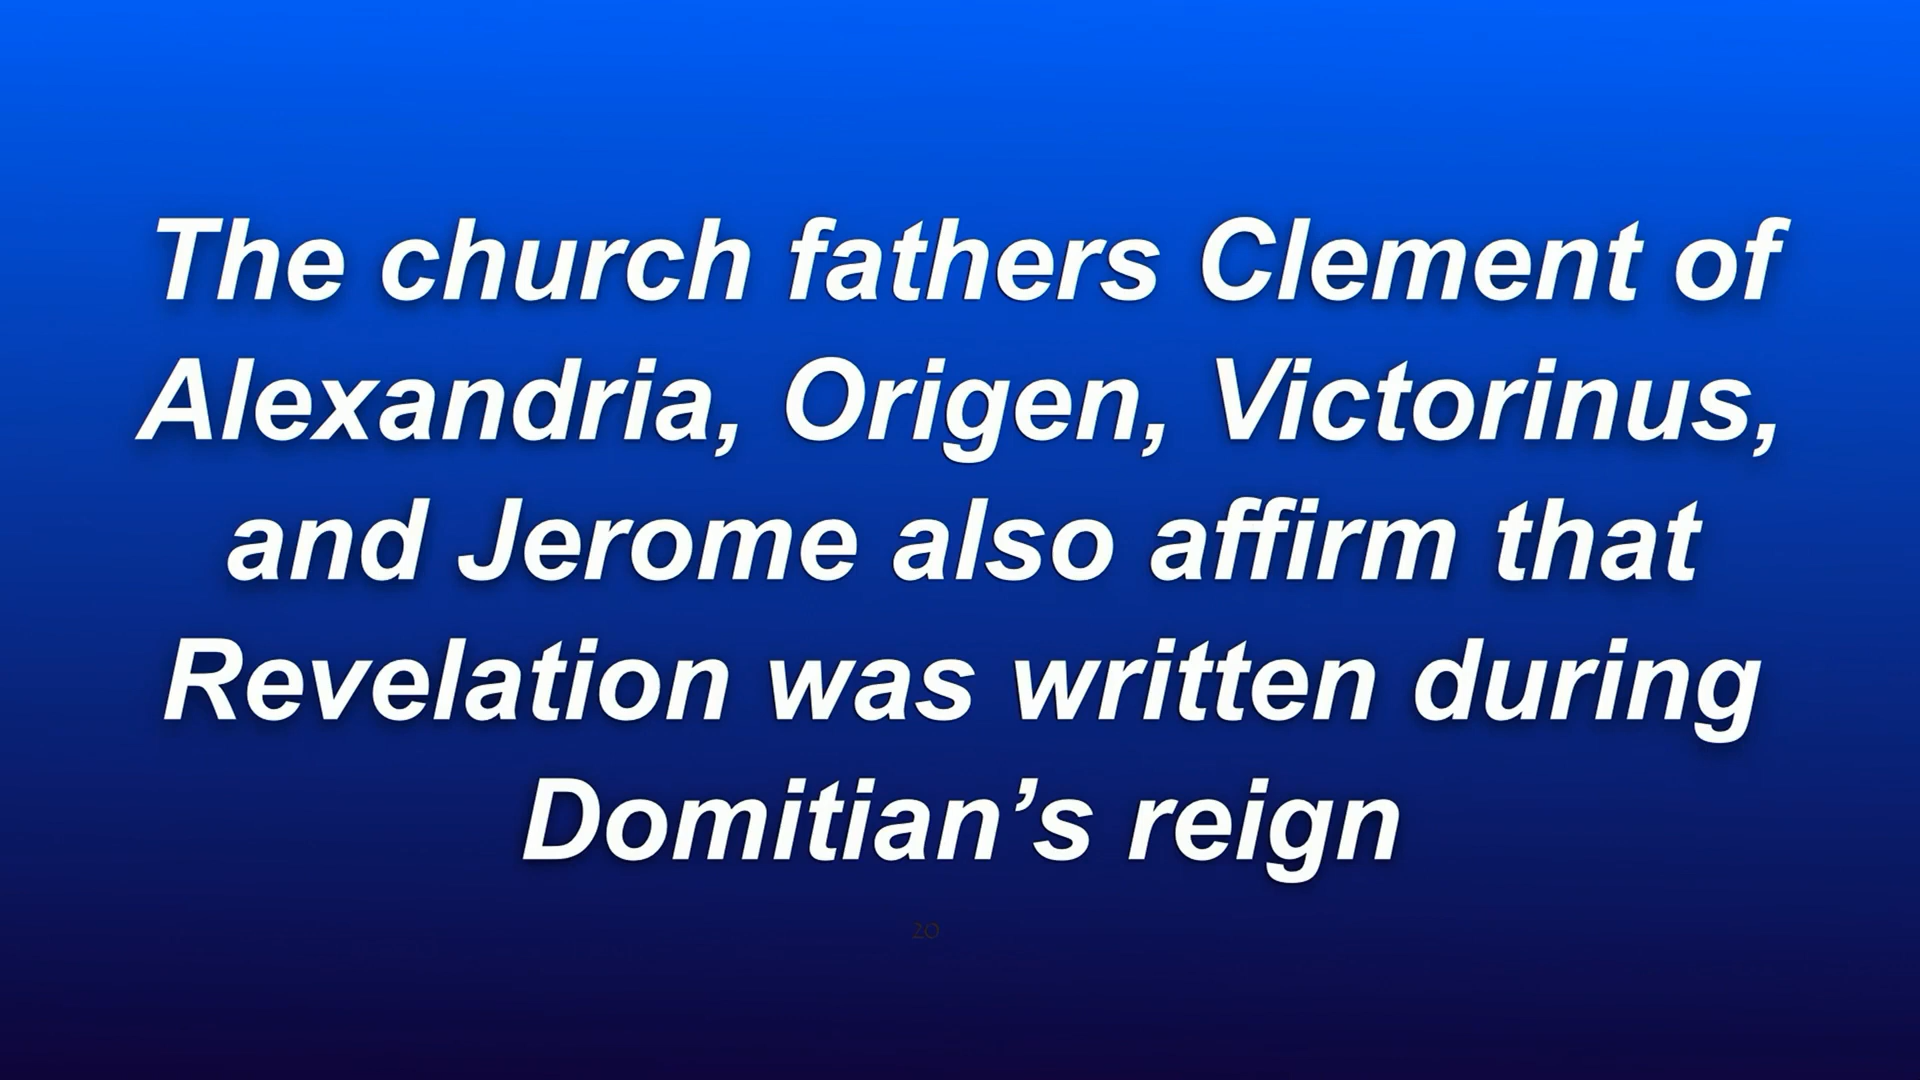 The church fathers Clement of
Alexandria, Origen, Victorinus,
and Jerome also affirm that
Revelation was written during
Domitian’s reign
20